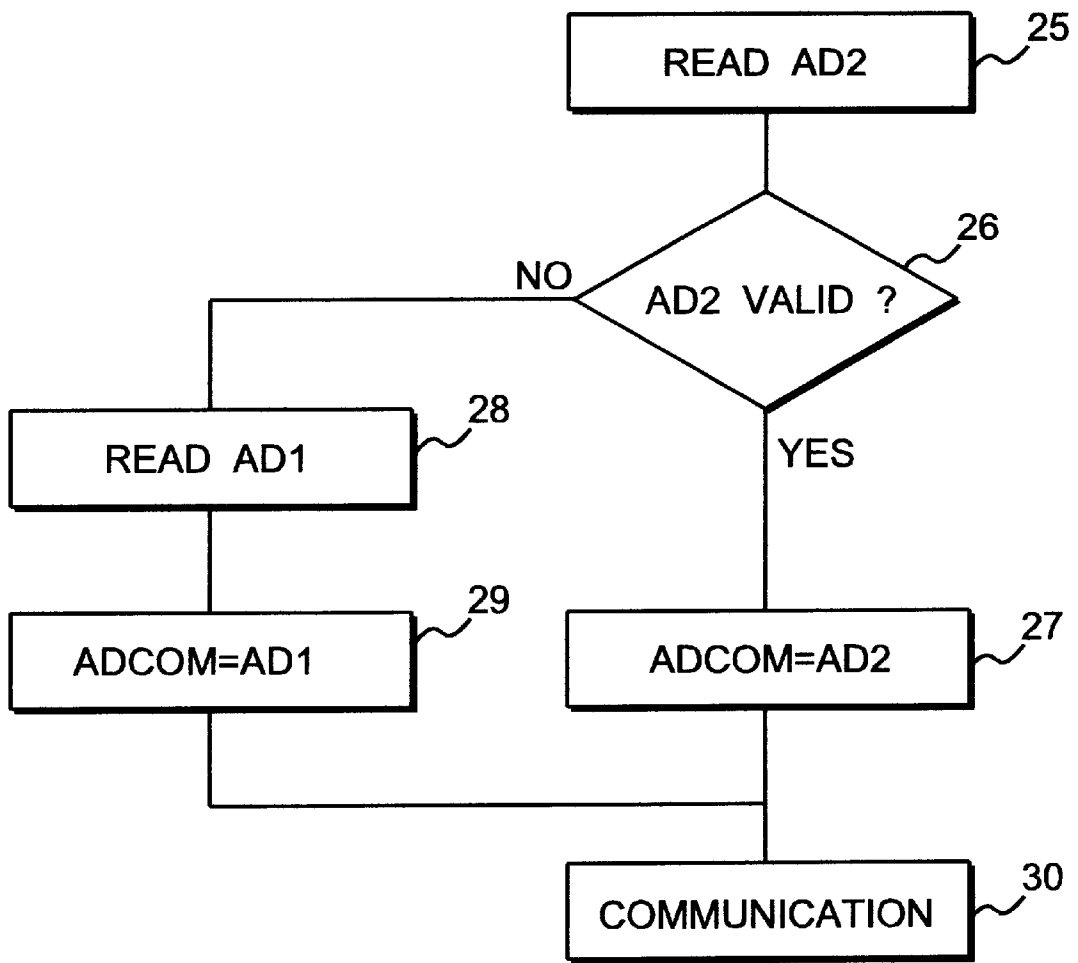 25
READ AD2
26
NO
AD2 VALID ?
28
READ AD1
YES
29
ADCOM=AD1
27
ADCOM=AD2
30
COMMUNICATION